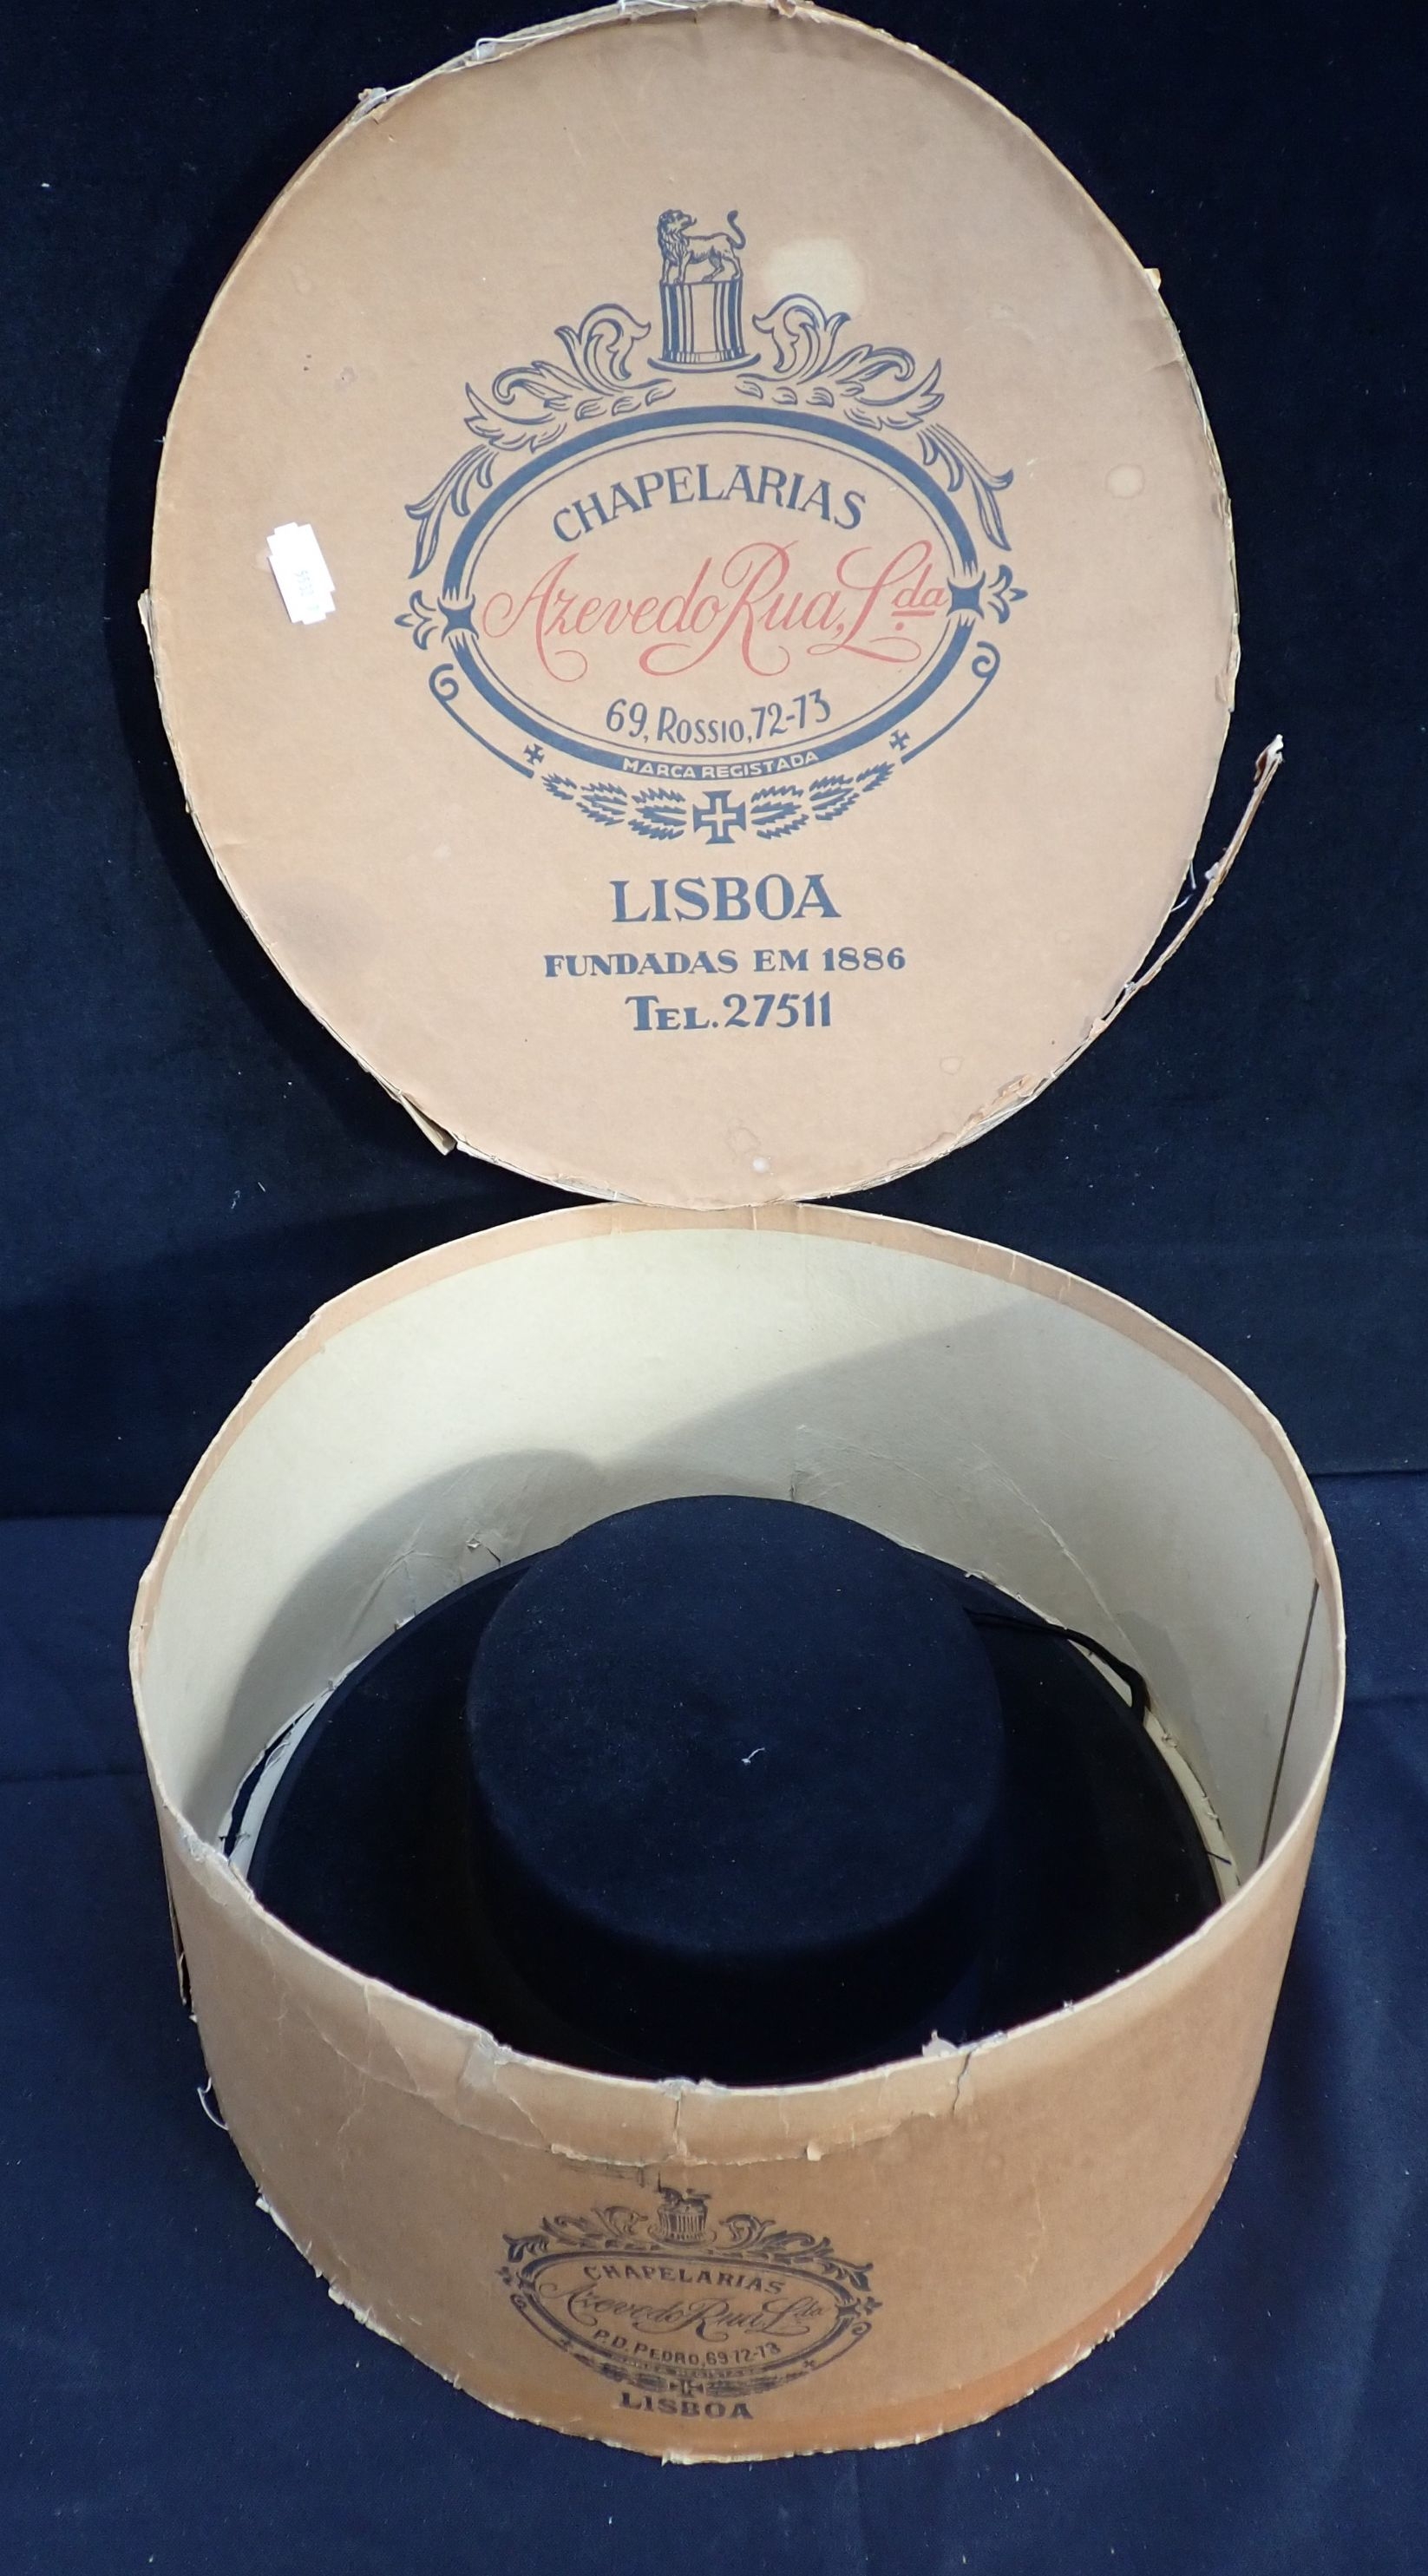 CHAPELARIAS
Azevedo Rua, L.da
69, ROSSIO, 72-73
MARCA REGISTADA
LISBOA
FUNDADAS EM 1886
TEL. 27511
CHAPELARIAS
Azevedo Rua, L.da
P.D. PEDRO, 69-72-73
LISBOA